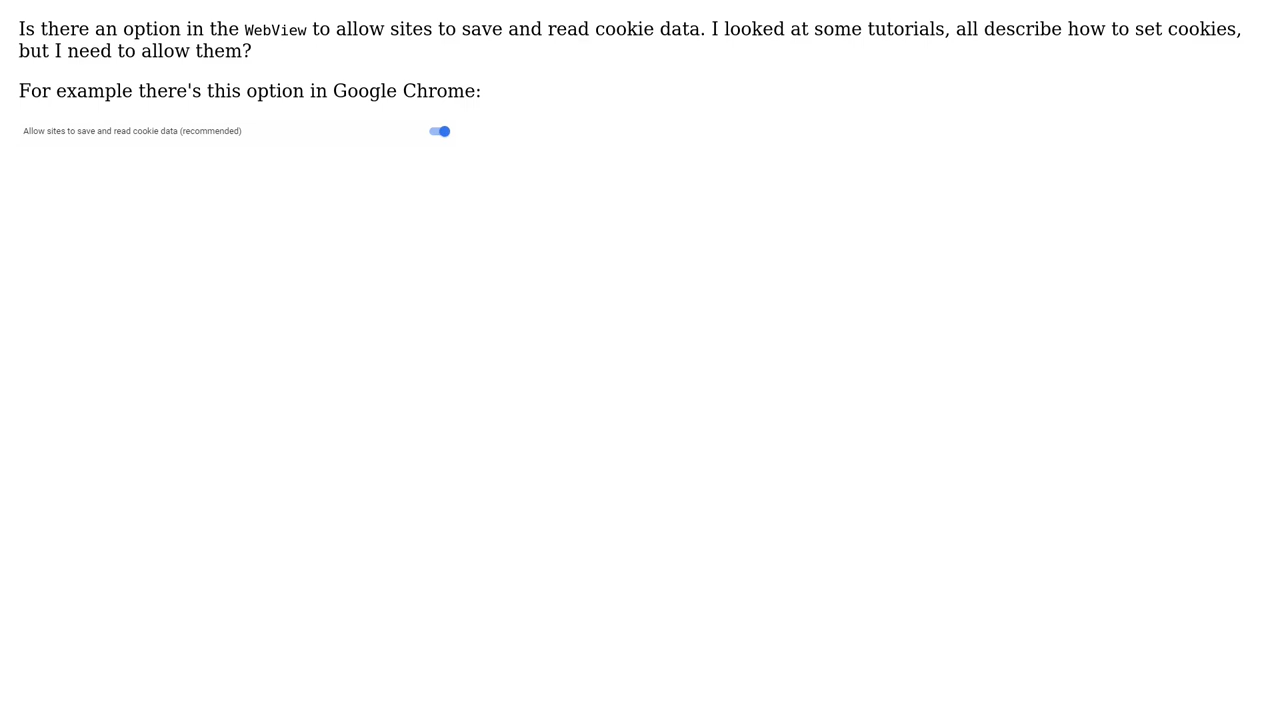 Is there an option in the WebView to allow sites to save and read cookie data. I looked at some tutorials, all describe how to set cookies,
but I need to allow them?
For example there's this option in Google Chrome:
Allow sites to save and read cookie data (recommended)